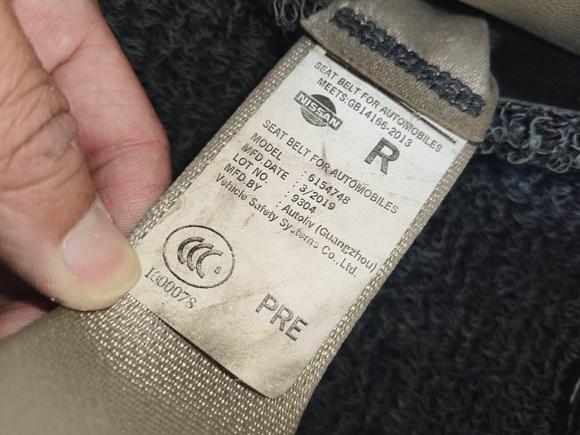 SEAT BELT FOR AUTOMOBILES
MEETS:GB14166-2013
NISSAN
R
SEAT BELT FOR AUTOMOBILES
MODEL : 6154748
MFD.DATE : 3/2019
LOT NO : 9304
MFD.BY : Autoliv (Guangzhou)
Vehicle Safety Systems Co.,Ltd.
CCC S
PRE